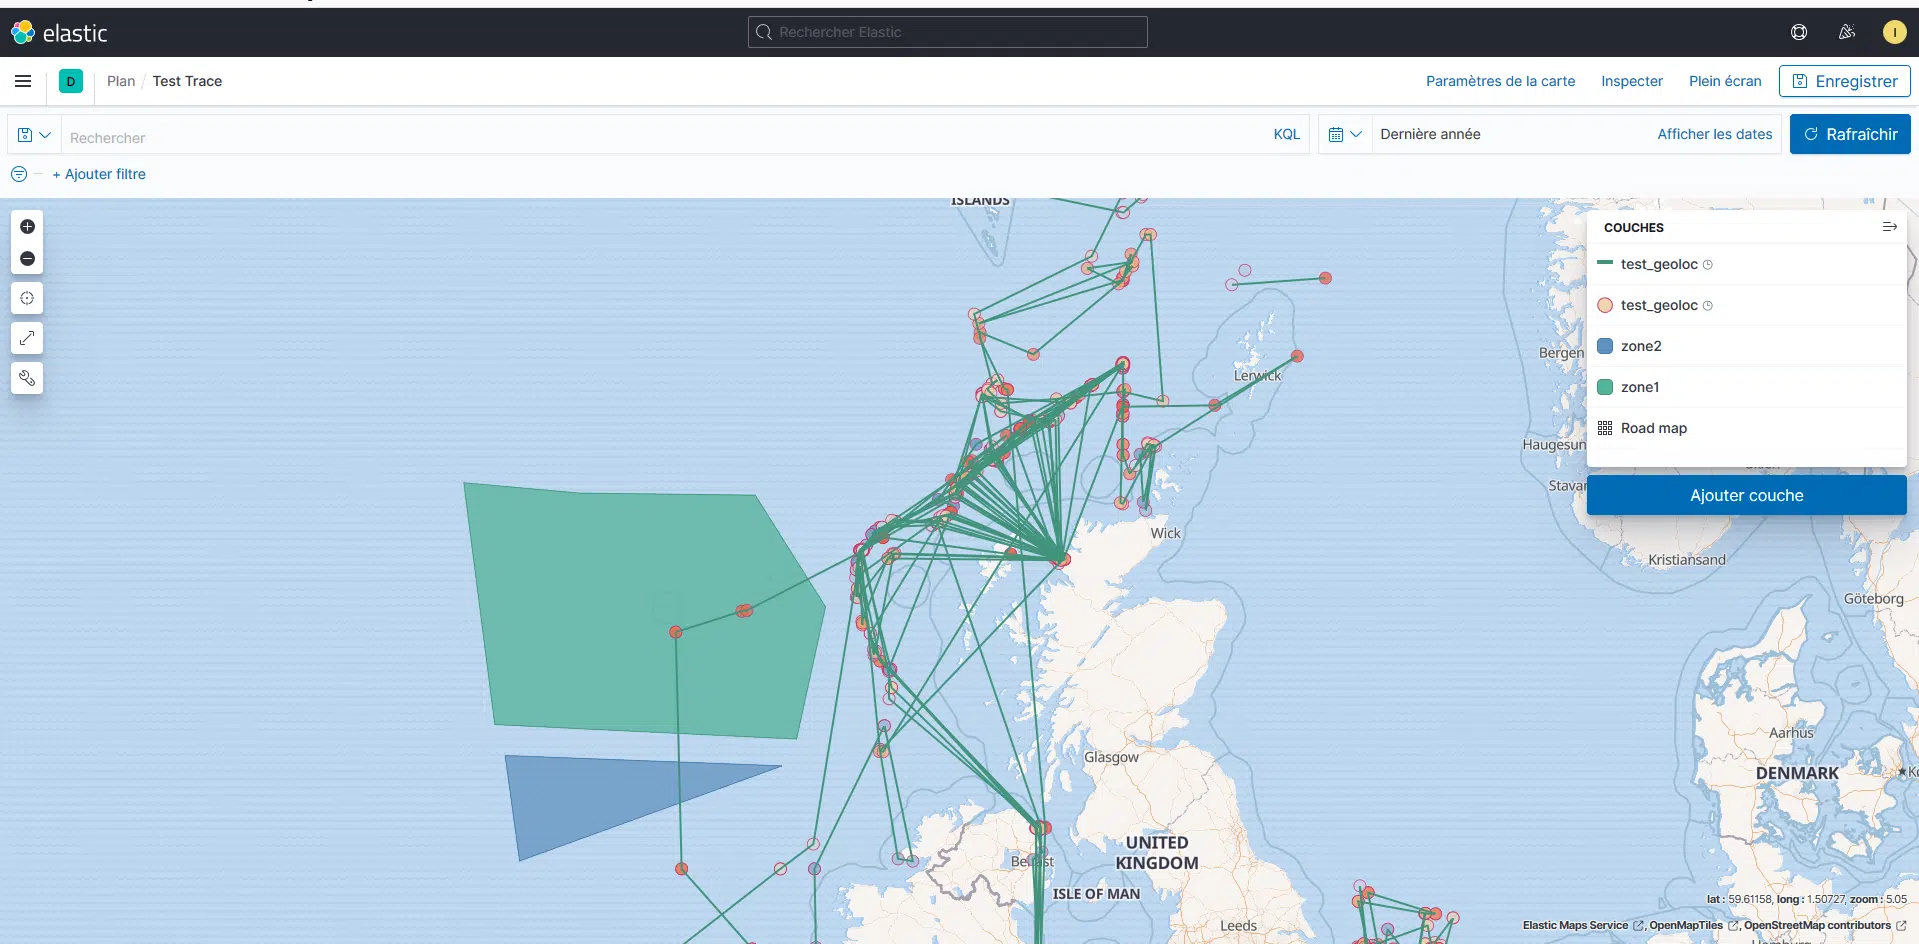 elastic
Rechercher Elastic
I
D
Plan / Test Trace
Paramètres de la carte
Inspecter
Plein écran
Enregistrer
Rechercher
KQL
Dernière année
Afficher les dates
Rafraîchir
+ Ajouter filtre
ISLANDS
COUCHES
test_geoloc
test_geoloc
zone2
zone1
Road map
Ajouter couche
Bergen
Lerwick
Haugesun
Stavan
Wick
Kristiansand
Göteborg
Aarhus
Glasgow
DENMARK
UNITED
KINGDOM
Belfast
ISLE OF MAN
Leeds
lat : 59.61158, long : 1.50727, zoom : 5.05
Elastic Maps Service, OpenMapTiles, OpenStreetMap contributors